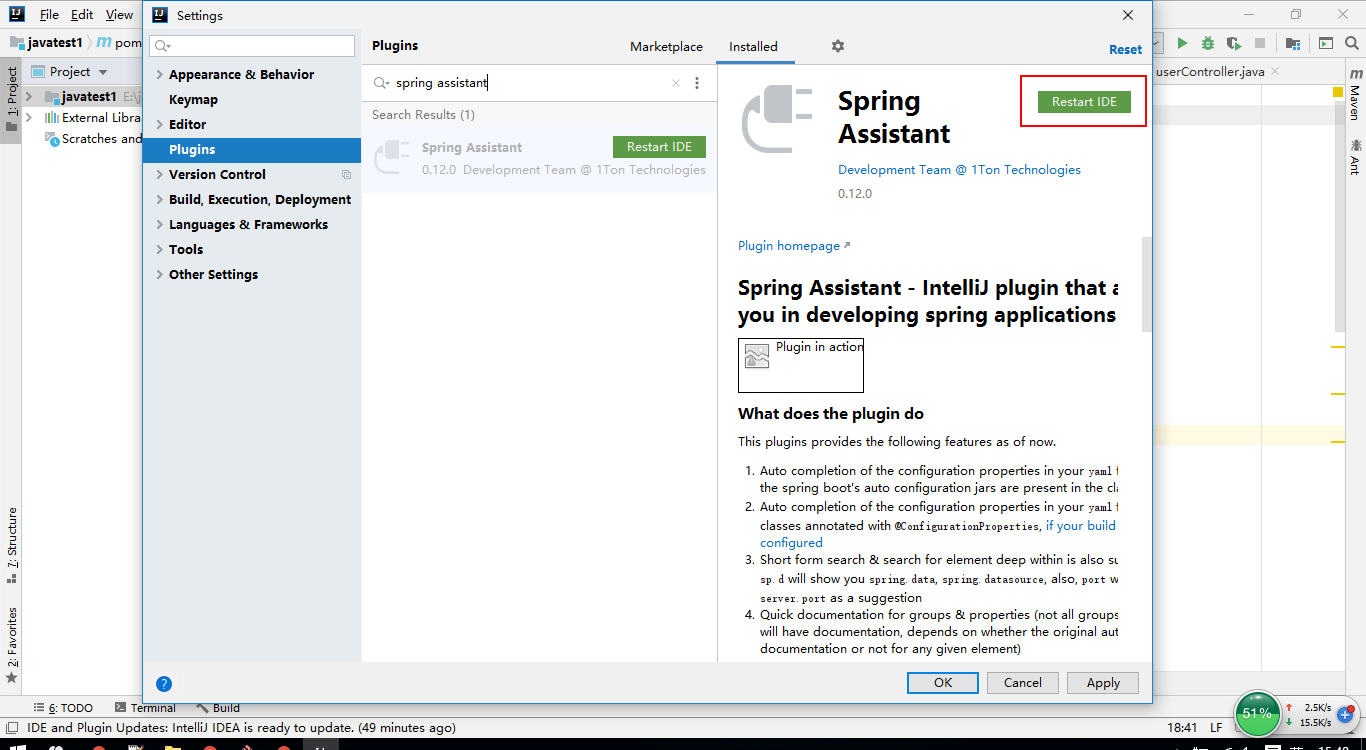 File Edit View
Settings
javatest1 pom
Plugins
Marketplace
Installed
Reset
Project
userController.java
1: Project
Appearance & Behavior
Keymap
Editor
Plugins
Version Control
Build, Execution, Deployment
Languages & Frameworks
Tools
Other Settings
javatest1 E:\j
External Libra
Scratches and
spring assistant
Search Results (1)
Spring Assistant
Restart IDE
0.12.0 Development Team @ 1Ton Technologies
Spring
Assistant
Restart IDE
Development Team @ 1Ton Technologies
0.12.0
Plugin homepage
Spring Assistant - IntelliJ plugin that a
you in developing spring applications
Plugin in action
What does the plugin do
This plugins provides the following features as of now.
1. Auto completion of the configuration properties in your yaml f
the spring boot's auto configuration jars are present in the cla
2. Auto completion of the configuration properties in your yaml f
classes annotated with @ConfigurationProperties, if your build
configured
3. Short form search & search for element deep within is also su
sp.d will show you spring.data, spring.datasource, also, port w
server.port as a suggestion
4. Quick documentation for groups & properties (not all groups
will have documentation, depends on whether the original aut
documentation or not for any given element)
m
Maven
Ant
7: Structure
2: Favorites
?
OK
Cancel
Apply
6: TODO
Terminal
Build
IDE and Plugin Updates: IntelliJ IDEA is ready to update. (49 minutes ago)
18:41
LF
51%
2.5K/s
15.5K/s